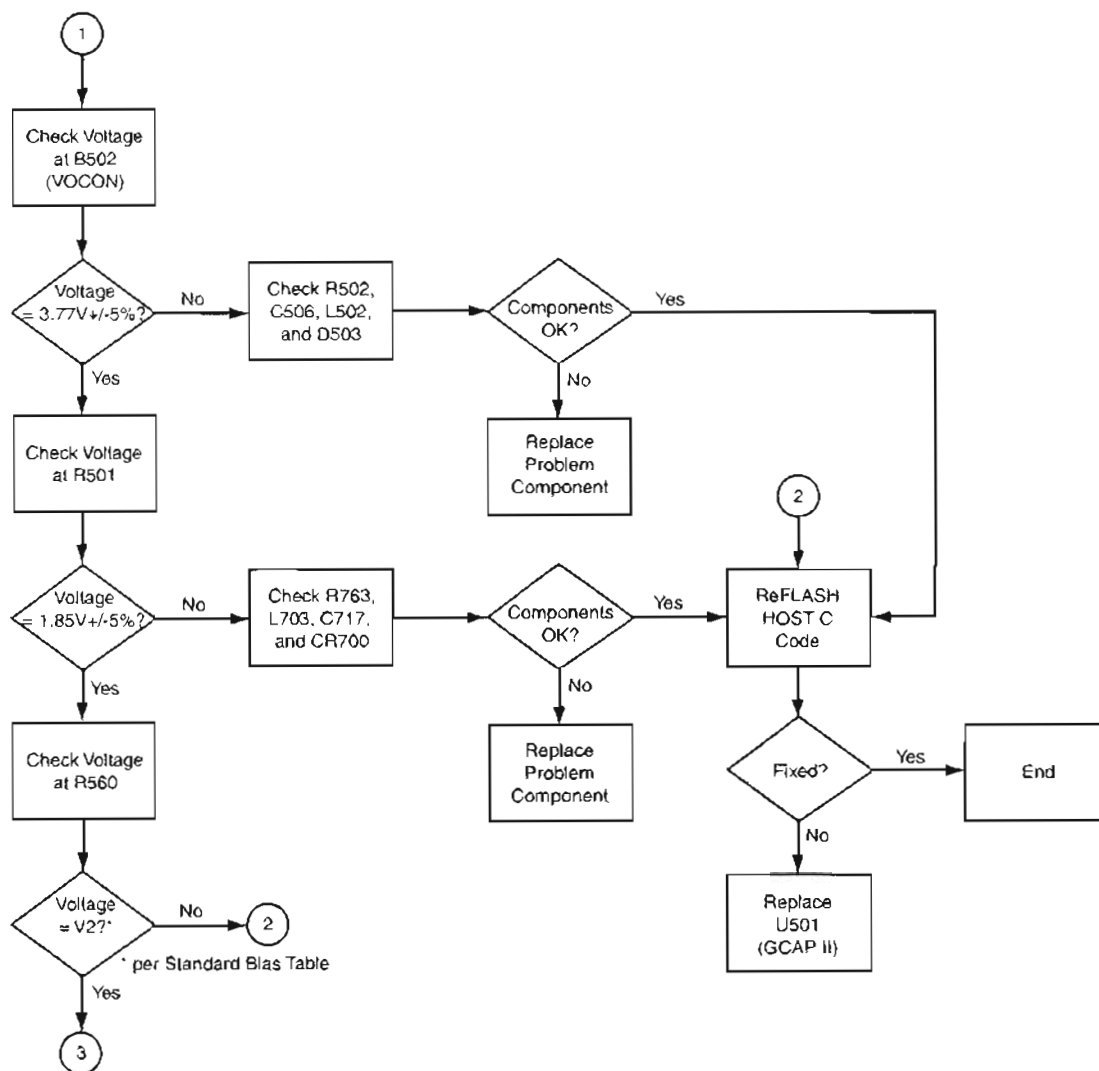 1
Check Voltage
at B502
(VOCON)
Voltage
= 3.77V+/-5%?
No
Check R502,
C506, L502,
and D503
Components
OK?
Yes
No
Replace
Problem
Component
Yes
Check Voltage
at R501
Voltage
= 1.85V+/-5%?
No
Check R763,
L703, C717,
and CR700
Components
OK?
Yes
No
Replace
Problem
Component
2
ReFLASH
HOST C
Code
Fixed?
Yes
End
No
Replace
U501
(GCAP II)
Yes
Check Voltage
at R560
Voltage
= V2?*
No
2
* per Standard Bias Table
Yes
3